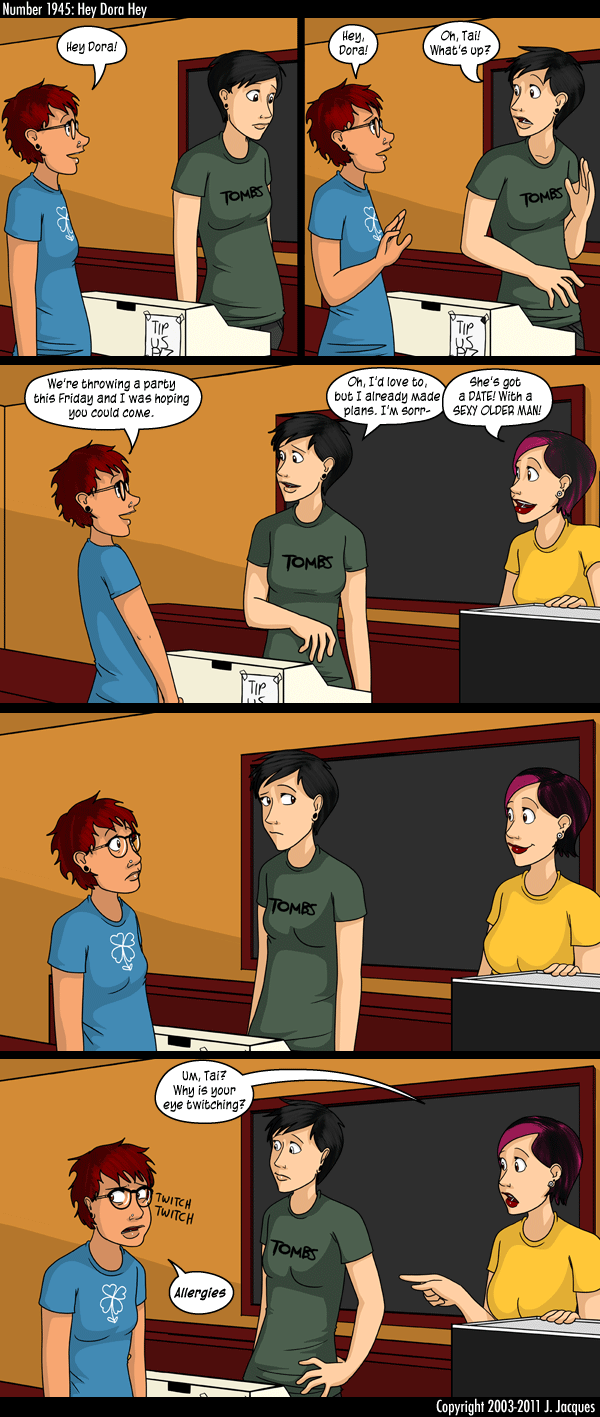 Number 1945: Hey Dora Hey
Hey Dora!
TOMBS
TIP
US
Hey,
Dora!
Oh, Tai!
What's up?
TOMBS
TIP
US
We're throwing a party
this Friday and I was hoping
you could come.
Oh, I'd love to,
but I already made
plans. I'm sorr-
She's got
a DATE! With a
SEXY OLDER MAN!
TOMBS
TIP
US
TOMBS
Um, Tai?
Why is your
eye twitching?
TWITCH
TWITCH
Allergies
TOMBS
Copyright 2003-2011 J. Jacques